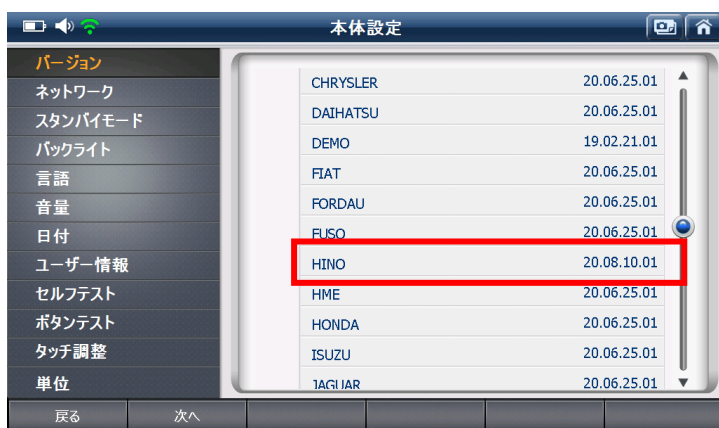 本体設定
バージョン
ネットワーク
スタンバイモード
バックライト
言語
音量
日付
ユーザー情報
セルフテスト
ボタンテスト
タッチ調整
単位
CHRYSLER 20.06.25.01
DAIHATSU 20.06.25.01
DEMO 19.02.21.01
FIAT 20.06.25.01
FORDAU 20.06.25.01
FUSO 20.06.25.01
HINO 20.08.10.01
HME 20.06.25.01
HONDA 20.06.25.01
ISUZU 20.06.25.01
JAGUAR 20.06.25.01
戻る 次へ